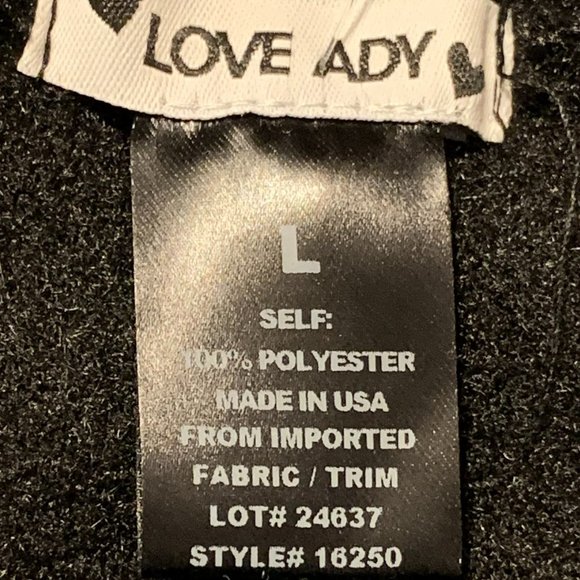 LOVE ADY
L
SELF:
100% POLYESTER
MADE IN USA
FROM IMPORTED
FABRIC / TRIM
LOT# 24637
STYLE# 16250